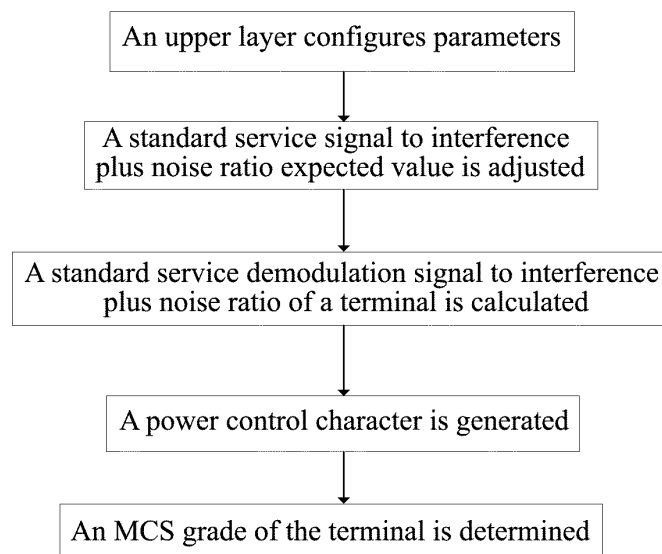 An upper layer configures parameters
A standard service signal to interference
plus noise ratio expected value is adjusted
A standard service demodulation signal to interference
plus noise ratio of a terminal is calculated
A power control character is generated
An MCS grade of the terminal is determined